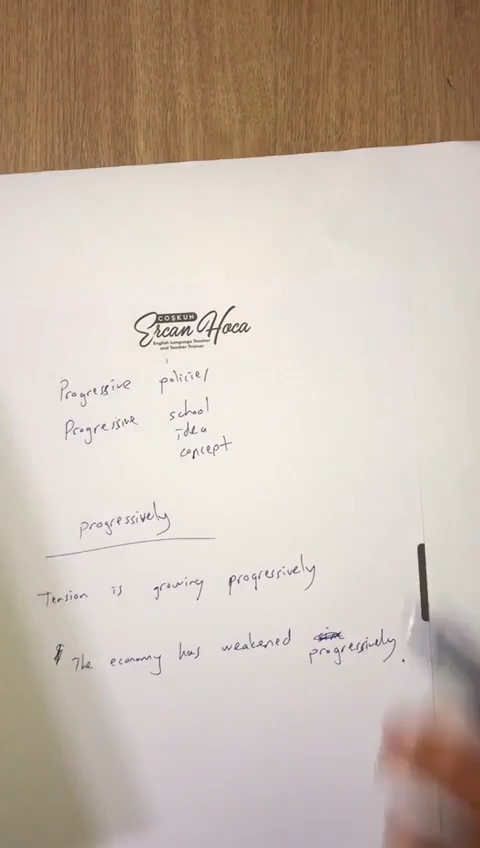 COŞKUN
Ercan Hoca
English Language Teacher
and Teacher Trainer
Progressive policies
Progressive school
idea
concept
progressively
Tension is growing progressively
The economy has weakened progressively.